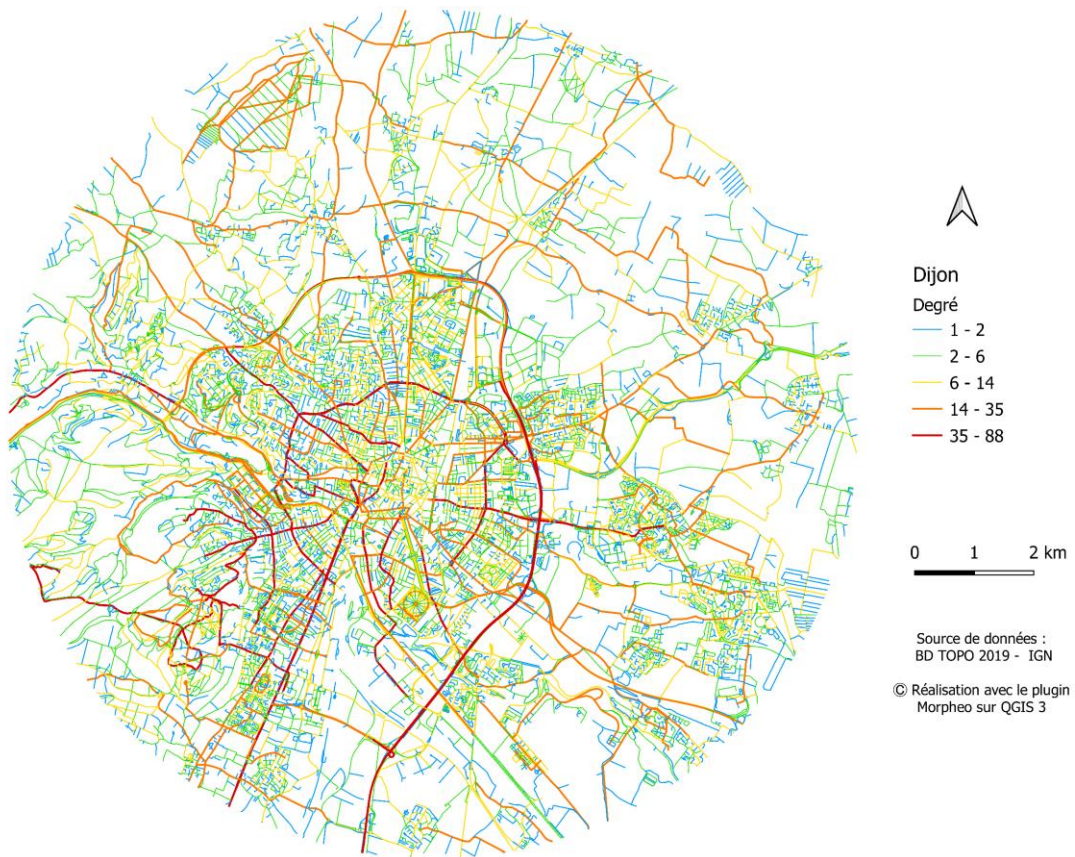 Dijon
Degré
1 - 2
2 - 6
6 - 14
14 - 35
35 - 88
0 1 2 km
Source de données :
BD TOPO 2019 - IGN
© Réalisation avec le plugin
Morpheo sur QGIS 3